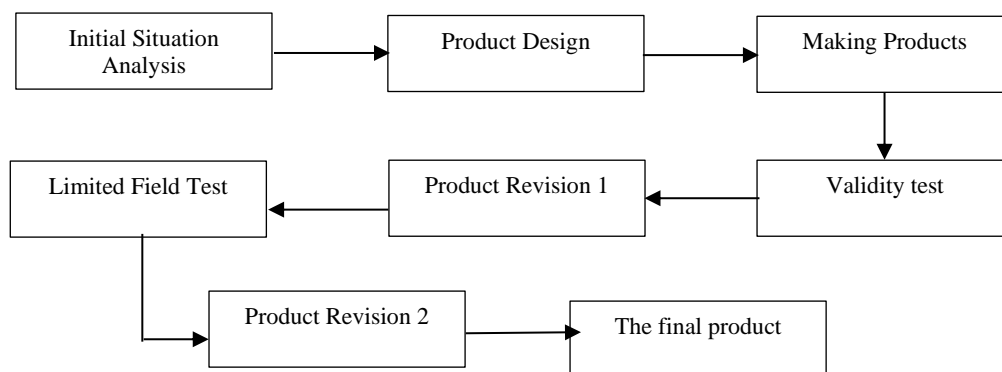 Initial Situation
Analysis
Product Design
Making Products
Validity test
Product Revision 1
Limited Field Test
Product Revision 2
The final product